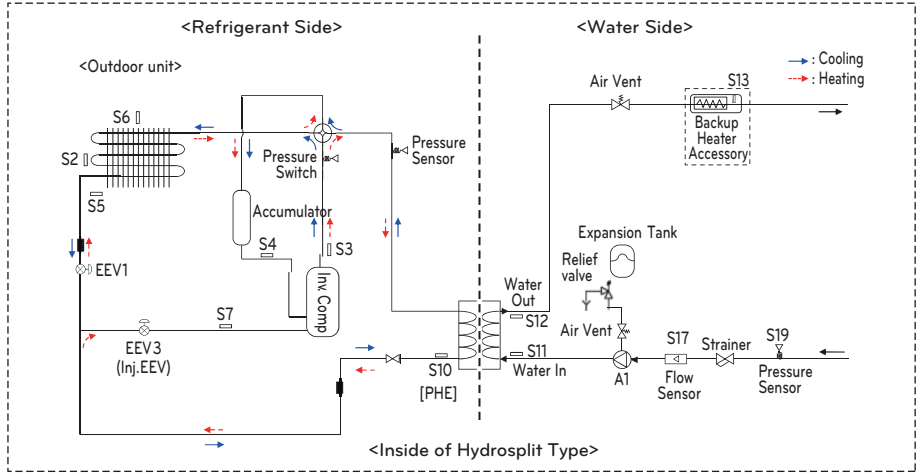 <Refrigerant Side>
<Water Side>
<Outdoor unit>
: Cooling
: Heating
Air Vent
S13
Backup
Heater
Accessory
S6
S2
S5
Pressure
Switch
Pressure
Sensor
Accumulator
S4
S3
Inv. Comp
EEV1
S7
EEV3
(Inj.EEV)
Expansion Tank
Relief
valve
Air Vent
Water
Out
S12
S11
Water In
S10
[PHE]
A1
S17
Flow
Sensor
Strainer
S19
Pressure
Sensor
<Inside of Hydrosplit Type>